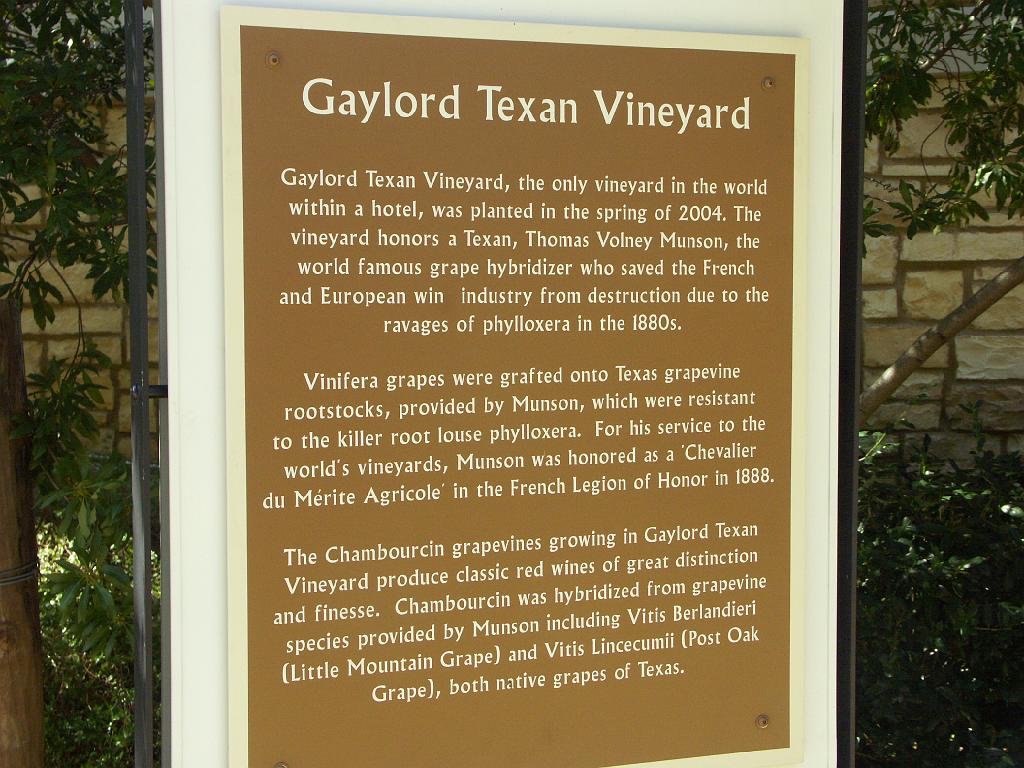 Gaylord Texan Vineyard
Gaylord Texan Vineyard, the only vineyard in the world
within a hotel, was planted in the spring of 2004. The
vineyard honors a Texan, Thomas Volney Munson, the
world famous grape hybridizer who saved the French
and European win industry from destruction due to the
ravages of phylloxera in the 1880s.
Vinifera grapes were grafted onto Texas grapevine
rootstocks, provided by Munson, which were resistant
to the killer root louse phylloxera. For his service to the
world's vineyards, Munson was honored as a 'Chevalier
du Mérite Agricole' in the French Legion of Honor in 1888.
The Chambourcin grapevines growing in Gaylord Texan
Vineyard produce classic red wines of great distinction
and finesse. Chambourcin was hybridized from grapevine
species provided by Munson including Vitis Berlandieri
(Little Mountain Grape) and Vitis Lincecumii (Post Oak
Grape), both native grapes of Texas.